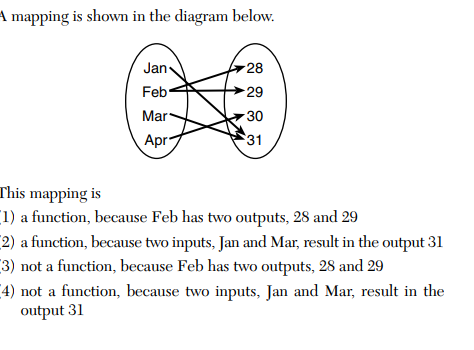 A mapping is shown in the diagram below.
Jan 28
Feb 29
Mar 30
Apr 31
This mapping is
(1) a function, because Feb has two outputs, 28 and 29
(2) a function, because two inputs, Jan and Mar, result in the output 31
(3) not a function, because Feb has two outputs, 28 and 29
(4) not a function, because two inputs, Jan and Mar, result in the
output 31